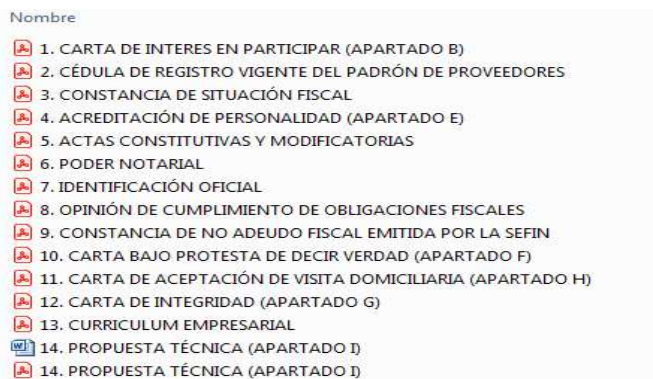 Nombre
1. CARTA DE INTERES EN PARTICIPAR (APARTADO B)
2. CÉDULA DE REGISTRO VIGENTE DEL PADRÓN DE PROVEEDORES
3. CONSTANCIA DE SITUACIÓN FISCAL
4. ACREDITACIÓN DE PERSONALIDAD (APARTADO E)
5. ACTAS CONSTITUTIVAS Y MODIFICATORIAS
6. PODER NOTARIAL
7. IDENTIFICACIÓN OFICIAL
8. OPINIÓN DE CUMPLIMIENTO DE OBLIGACIONES FISCALES
9. CONSTANCIA DE NO ADEUDO FISCAL EMITIDA POR LA SEFIN
10. CARTA BAJO PROTESTA DE DECIR VERDAD (APARTADO F)
11. CARTA DE ACEPTACIÓN DE VISITA DOMICILIARIA (APARTADO H)
12. CARTA DE INTEGRIDAD (APARTADO G)
13. CURRICULUM EMPRESARIAL
14. PROPUESTA TÉCNICA (APARTADO I)
14. PROPUESTA TÉCNICA (APARTADO I)